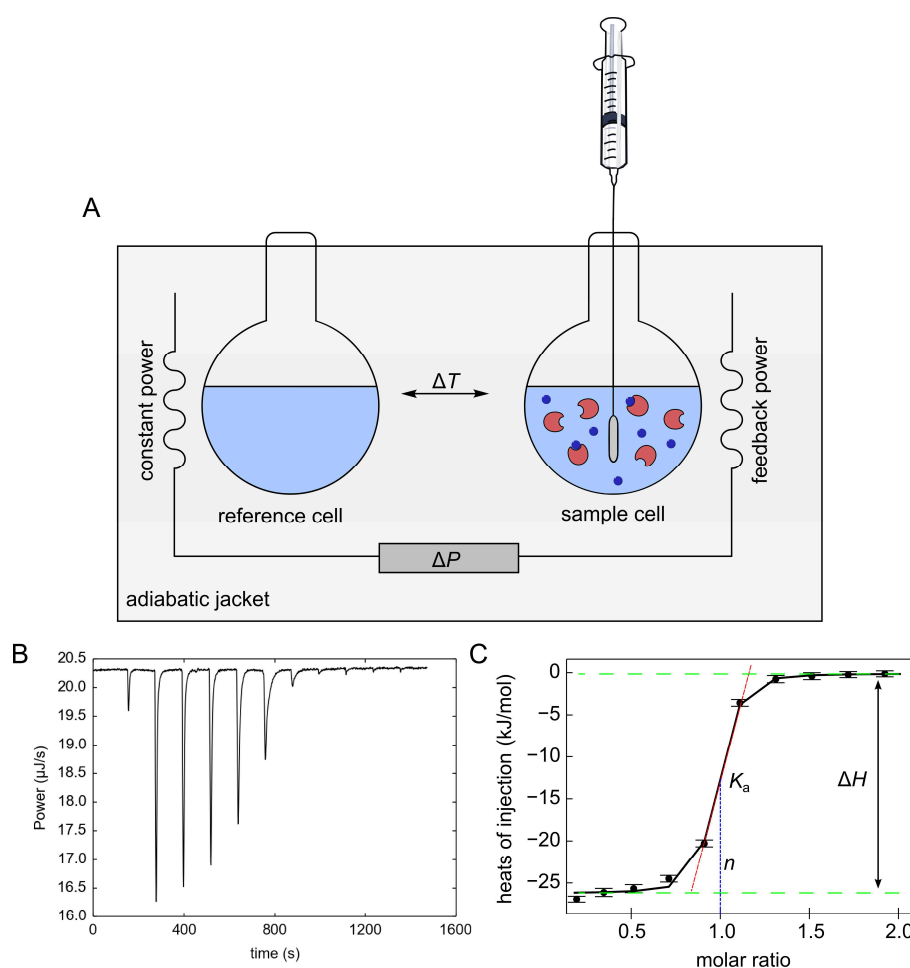 A
constant power
ΔT
feedback power
reference cell
sample cell
ΔP
adiabatic jacket
B
Power (µJ/s)
20.5
20.0
19.5
19.0
18.5
18.0
17.5
17.0
16.5
16.0
0
400
800
1200
1600
time (s)
C
heats of injection (kJ/mol)
0
−5
−10
−15
−20
−25
Ka
n
ΔH
0.5
1.0
1.5
2.0
molar ratio